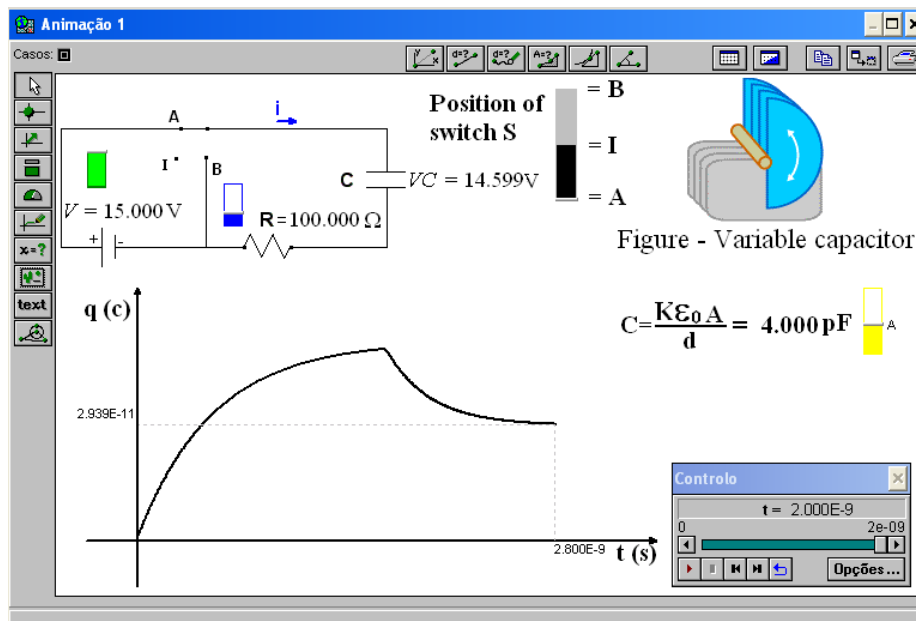 Animação 1
Casos:
y
x
d=?
d=?
A=?
x=?
text
A
I
B
i
V = 15.000 V
+
-
R=100.000 Ω
C
VC = 14.599V
Position of
switch S
= B
= I
= A
Figure - Variable capacitor
C=Kε₀A/d = 4.000 pF
A
q (c)
2.939E-11
2.800E-9
t (s)
Controlo
t = 2.000E-9
0
2e-09
Opções...